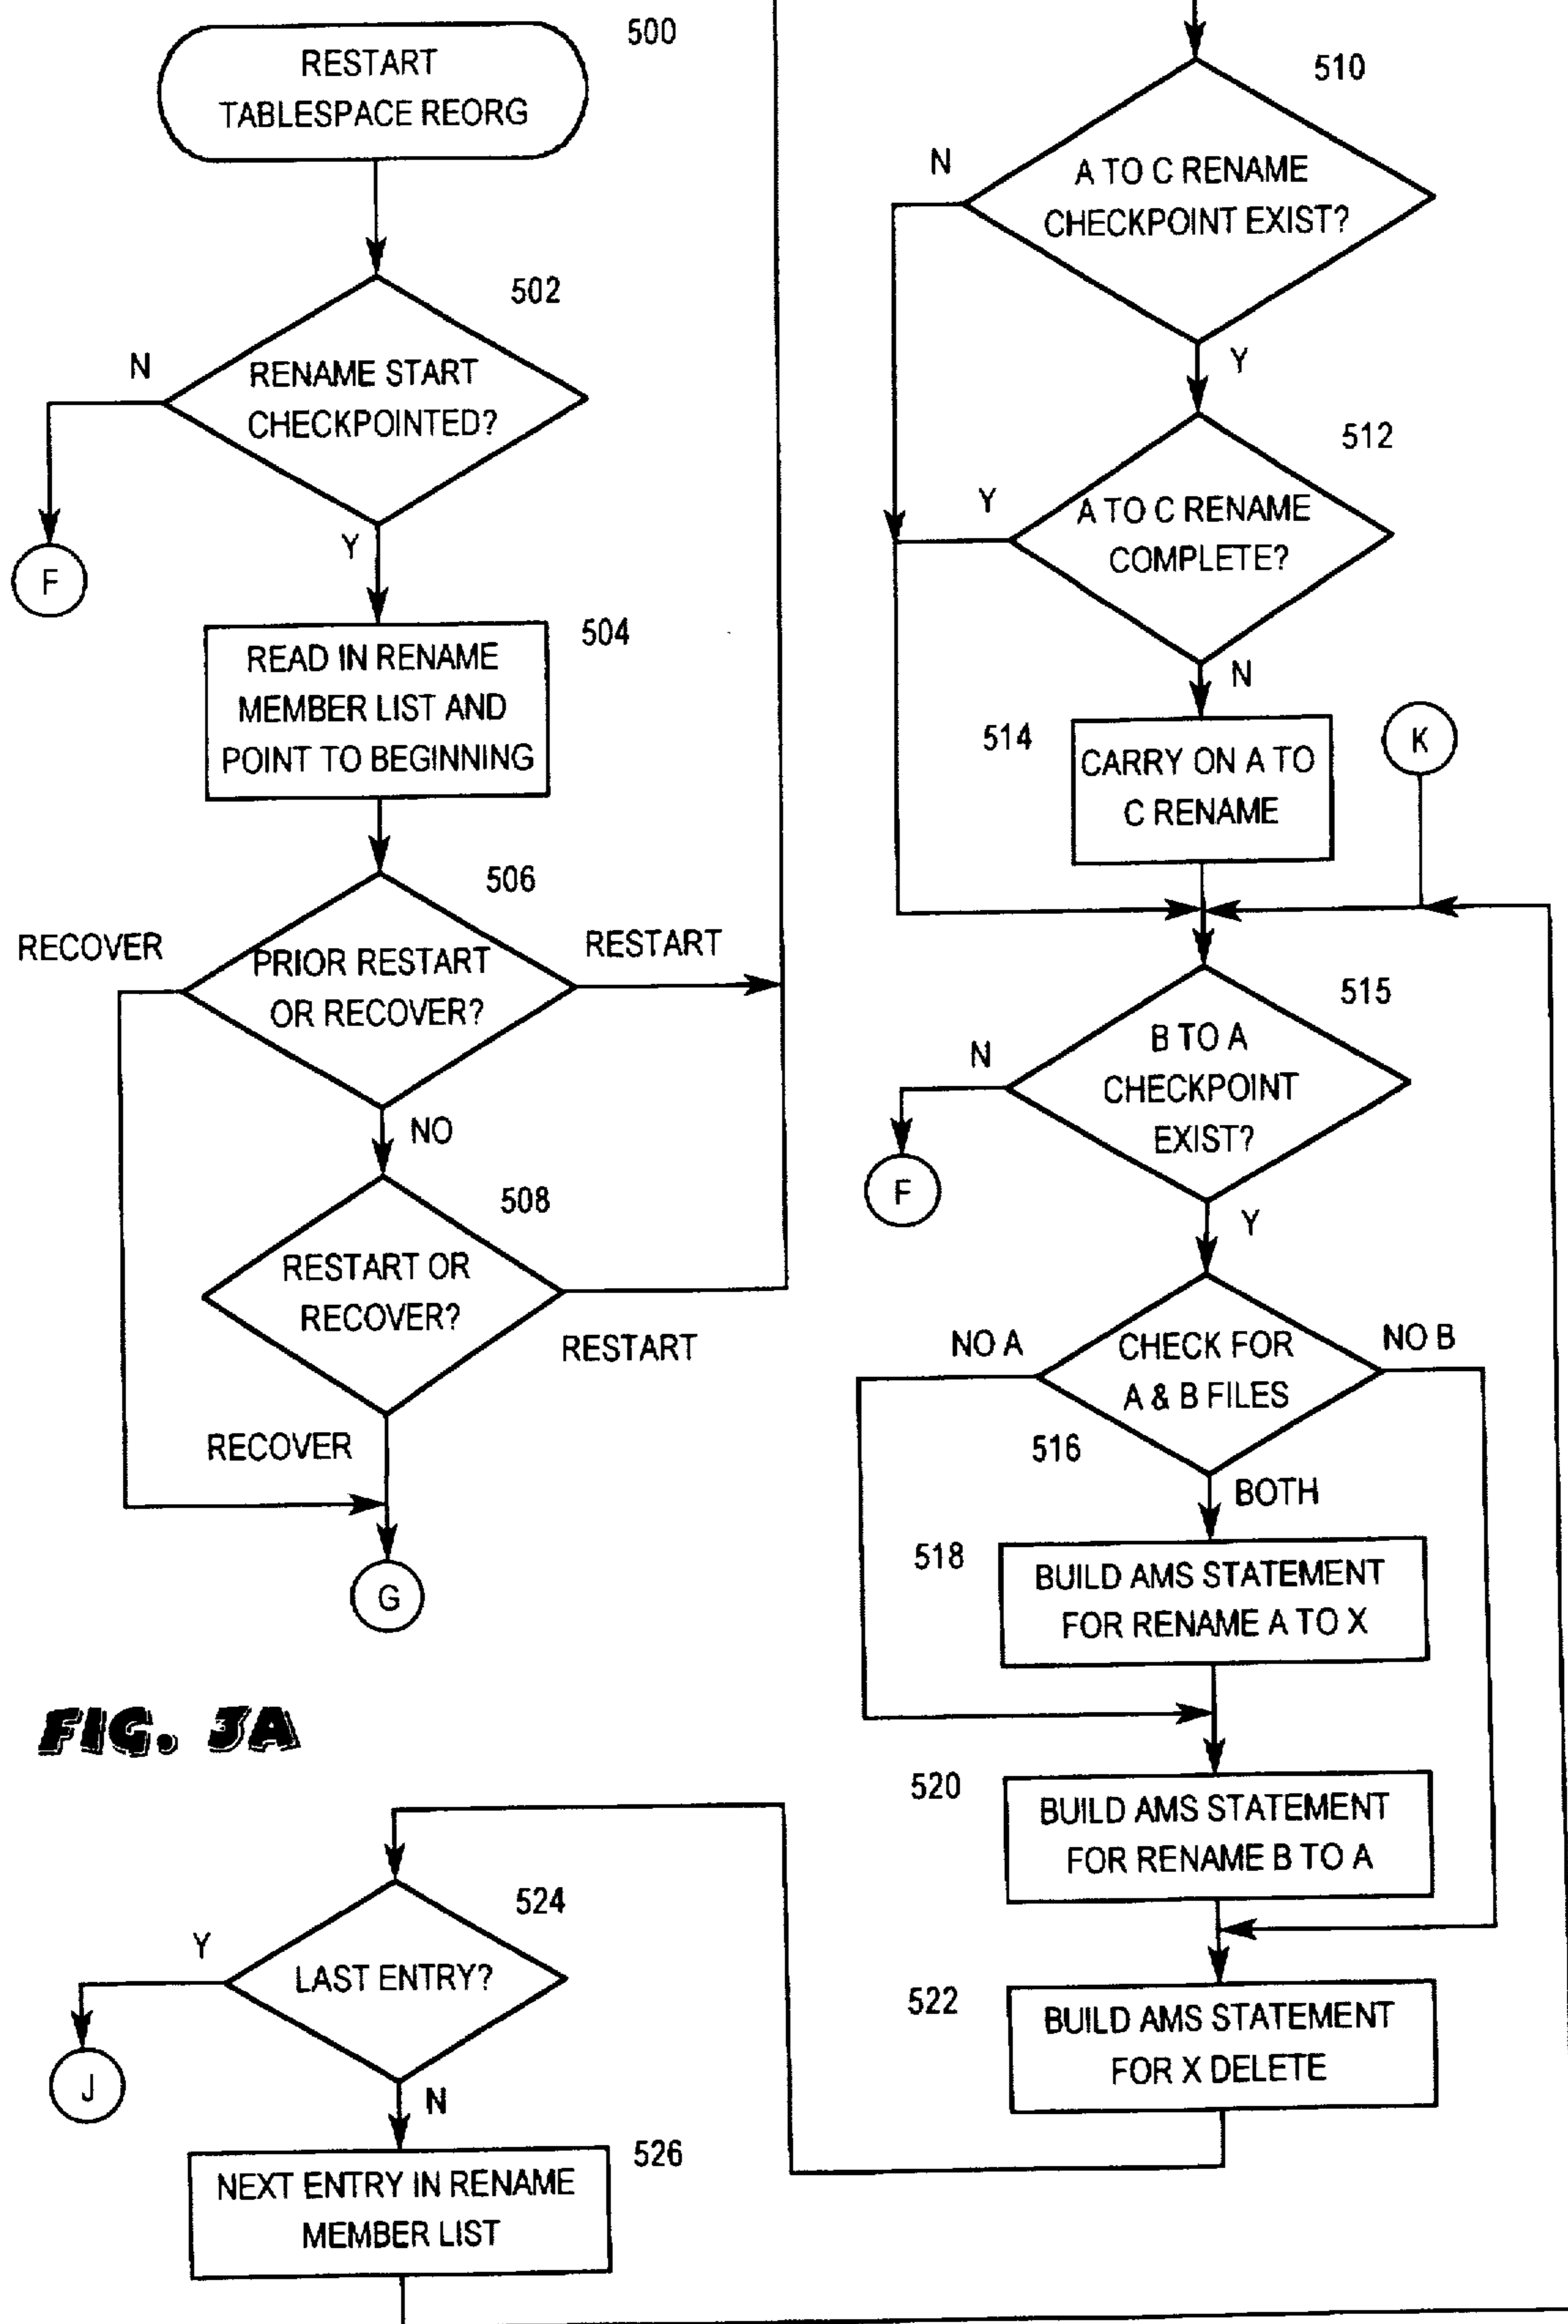 500
RESTART
TABLESPACE REORG
502
N
RENAME START
CHECKPOINTED?
F
Y
504
READ IN RENAME
MEMBER LIST AND
POINT TO BEGINNING
506
RECOVER
PRIOR RESTART
OR RECOVER?
RESTART
NO
508
RESTART OR
RECOVER?
RESTART
RECOVER
G
FIG. 3A
510
N
A TO C RENAME
CHECKPOINT EXIST?
Y
512
Y
A TO C RENAME
COMPLETE?
N
514
CARRY ON A TO
C RENAME
K
515
N
B TO A
CHECKPOINT
EXIST?
F
Y
NO A
CHECK FOR
A & B FILES
NO B
516
BOTH
518
BUILD AMS STATEMENT
FOR RENAME A TO X
520
BUILD AMS STATEMENT
FOR RENAME B TO A
522
BUILD AMS STATEMENT
FOR X DELETE
524
Y
LAST ENTRY?
J
N
526
NEXT ENTRY IN RENAME
MEMBER LIST